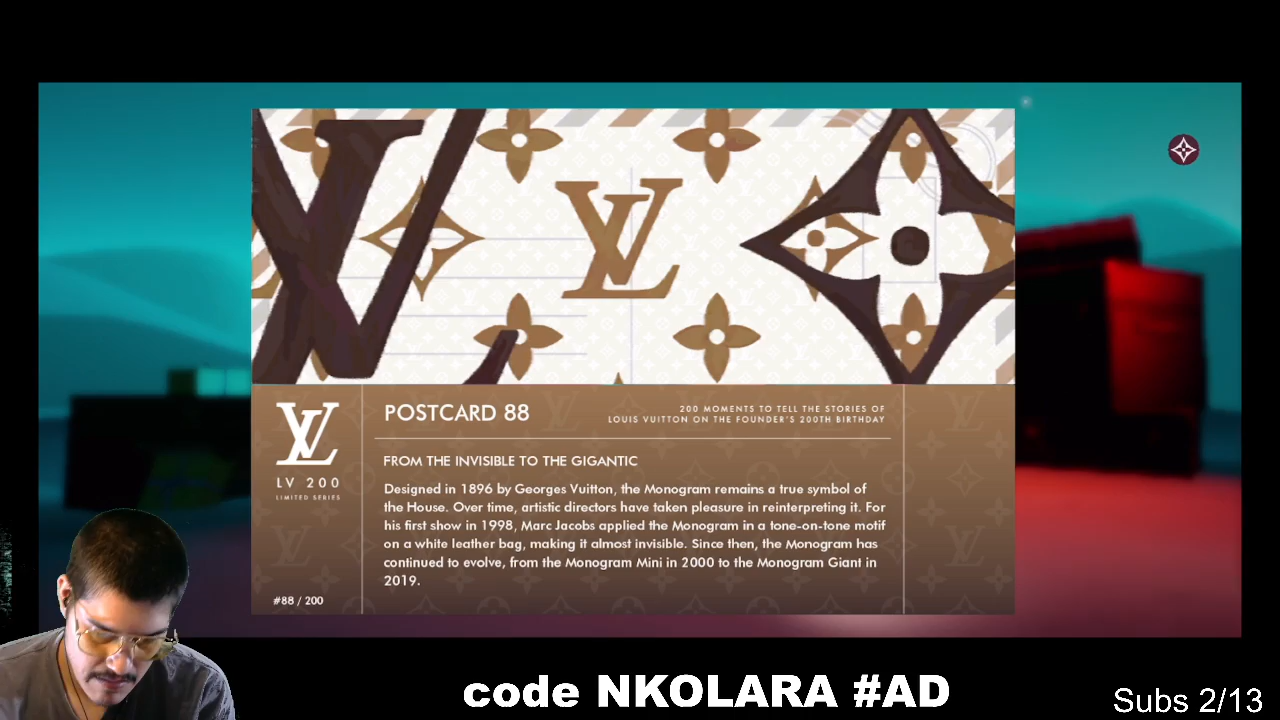 POSTCARD 88
200 MOMENTS TO TELL THE STORIES OF
LOUIS VUITTON ON THE FOUNDER'S 200TH BIRTHDAY
LV 200
LIMITED SERIES
FROM THE INVISIBLE TO THE GIGANTIC
Designed in 1896 by Georges Vuitton, the Monogram remains a true symbol of
the House. Over time, artistic directors have taken pleasure in reinterpreting it. For
his first show in 1998, Marc Jacobs applied the Monogram in a tone-on-tone motif
on a white leather bag, making it almost invisible. Since then, the Monogram has
continued to evolve, from the Monogram Mini in 2000 to the Monogram Giant in
2019.
#88 / 200
code NKOLARA #AD
Subs 2/13